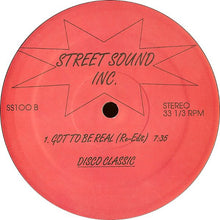 STREET SOUND
INC.
SS100 B
STEREO
33 1/3 RPM
1. GOT TO BE REAL (Re-Edit) 7:35
DISCO CLASSIC